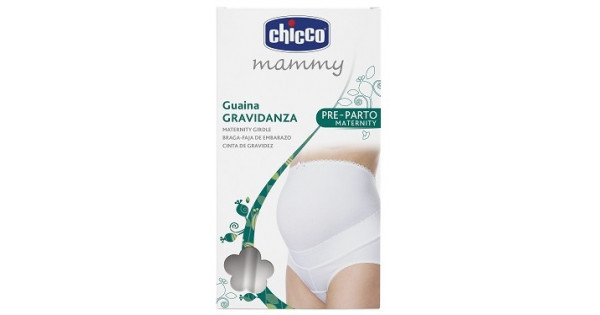 chicco
mammy
Guaina
GRAVIDANZA
MATERNITY GIRDLE
BRAGA-FAJA DE EMBARAZO
CINTA DE GRAVIDEZ
PRE-PARTO
MATERNITY